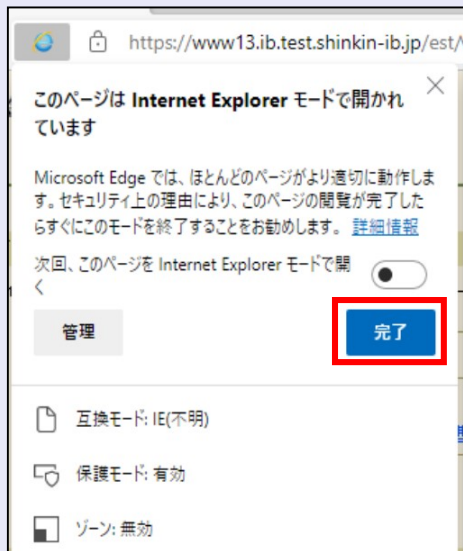 https://www13.ib.test.shinkin-ib.jp/est/
このページは Internet Explorer モードで開かれ
ています
Microsoft Edge では、ほとんどのページがより適切に動作しま
す。セキュリティ上の理由により、このページの閲覧が完了した
らすぐにこのモードを終了することをお勧めします。 詳細情報
次回、このページを Internet Explorer モードで開
く
管理
完了
互換モード: IE(不明)
保護モード: 有効
ゾーン: 無効